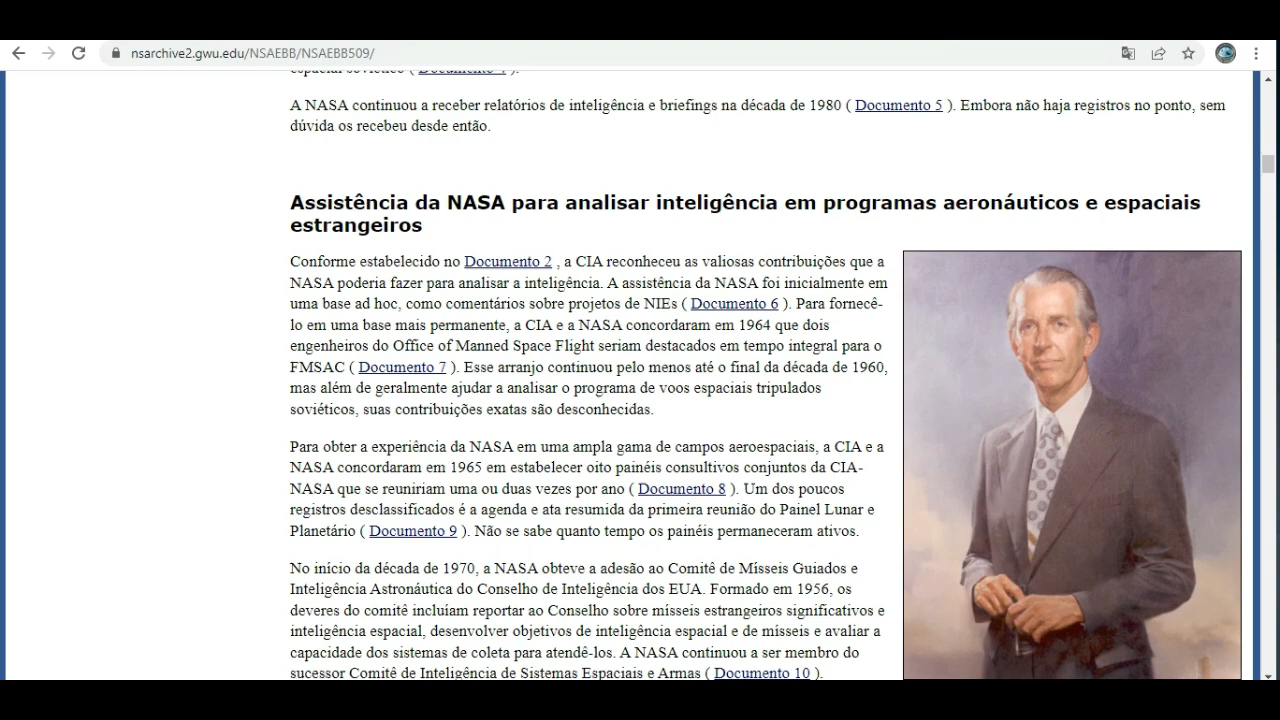 nsarchive2.gwu.edu/NSAEBB/NSAEBB509/
espacial soviético ( Documento 4 ).
A NASA continuou a receber relatórios de inteligência e briefings na década de 1980 ( Documento 5 ). Embora não haja registros no ponto, sem
dúvida os recebeu desde então.
Assistência da NASA para analisar inteligência em programas aeronáuticos e espaciais
estrangeiros
Conforme estabelecido no Documento 2 , a CIA reconheceu as valiosas contribuições que a
NASA poderia fazer para analisar a inteligência. A assistência da NASA foi inicialmente em
uma base ad hoc, como comentários sobre projetos de NIEs ( Documento 6 ). Para fornecê-
lo em uma base mais permanente, a CIA e a NASA concordaram em 1964 que dois
engenheiros do Office of Manned Space Flight seriam destacados em tempo integral para o
FMSAC ( Documento 7 ). Esse arranjo continuou pelo menos até o final da década de 1960,
mas além de geralmente ajudar a analisar o programa de voos espaciais tripulados
soviéticos, suas contribuições exatas são desconhecidas.
Para obter a experiência da NASA em uma ampla gama de campos aeroespaciais, a CIA e a
NASA concordaram em 1965 em estabelecer oito painéis consultivos conjuntos da CIA-
NASA que se reuniriam uma ou duas vezes por ano ( Documento 8 ). Um dos poucos
registros desclassificados é a agenda e ata resumida da primeira reunião do Painel Lunar e
Planetário ( Documento 9 ). Não se sabe quanto tempo os painéis permaneceram ativos.
No início da década de 1970, a NASA obteve a adesão ao Comitê de Mísseis Guiados e
Inteligência Astronáutica do Conselho de Inteligência dos EUA. Formado em 1956, os
deveres do comitê incluíam reportar ao Conselho sobre mísseis estrangeiros significativos e
inteligência espacial, desenvolver objetivos de inteligência espacial e de mísseis e avaliar a
capacidade dos sistemas de coleta para atendê-los. A NASA continuou a ser membro do
sucessor Comitê de Inteligência de Sistemas Espaciais e Armas ( Documento 10 ).